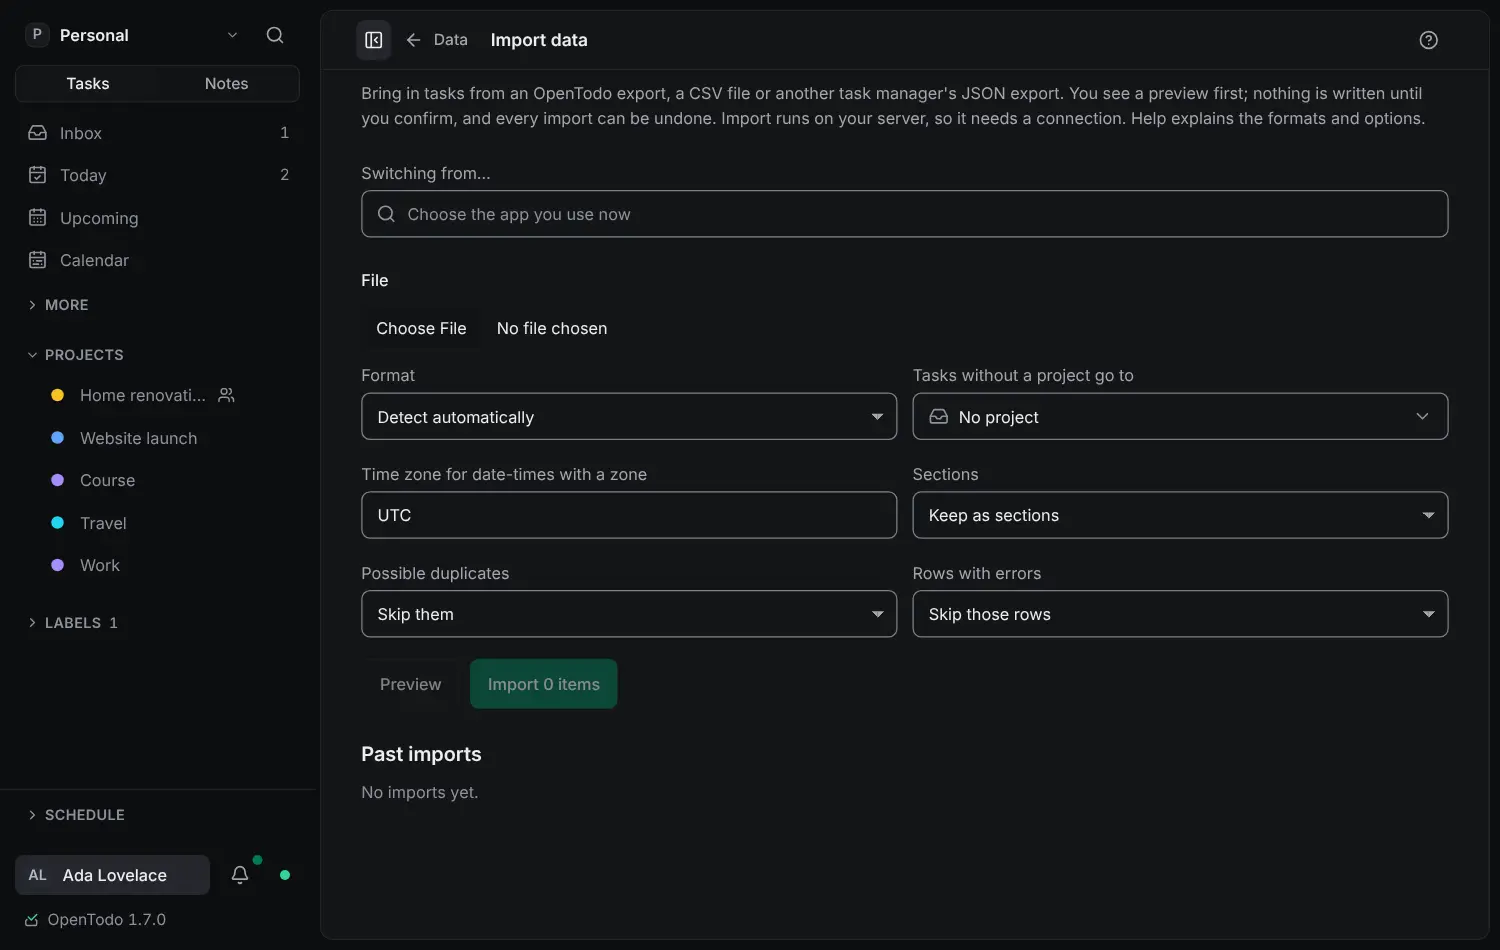 P Personal
Tasks Notes
Inbox 1
Today 2
Upcoming
Calendar
MORE
PROJECTS
Home renovati...
Website launch
Course
Travel
Work
LABELS 1
SCHEDULE
AL Ada Lovelace
OpenTodo 1.7.0
Data Import data
Bring in tasks from an OpenTodo export, a CSV file or another task manager's JSON export. You see a preview first; nothing is written until
you confirm, and every import can be undone. Import runs on your server, so it needs a connection. Help explains the formats and options.
Switching from...
Choose the app you use now
File
Choose File No file chosen
Format Tasks without a project go to
Detect automatically No project
Time zone for date-times with a zone Sections
UTC Keep as sections
Possible duplicates Rows with errors
Skip them Skip those rows
Preview Import 0 items
Past imports
No imports yet.